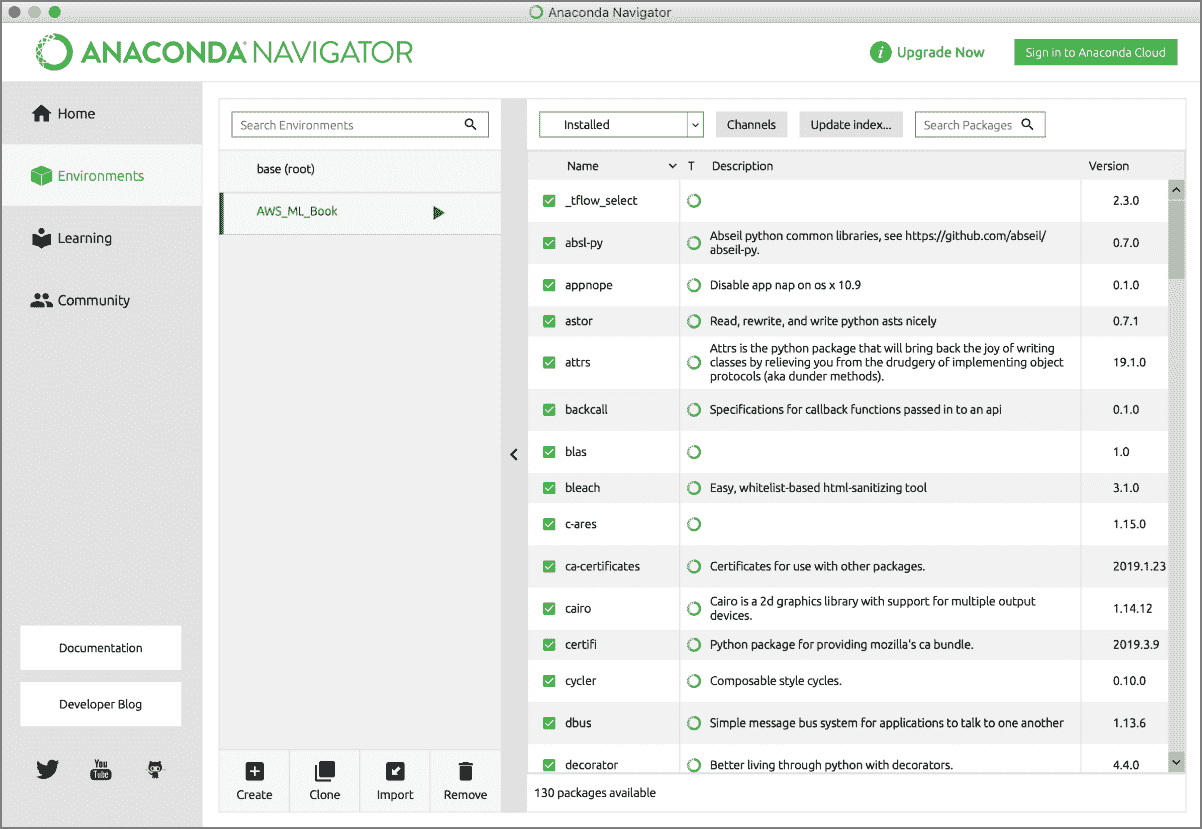 Anaconda Navigator
ANACONDA NAVIGATOR
i Upgrade Now
Sign in to Anaconda Cloud
Home
Environments
Learning
Community
Documentation
Developer Blog
You
Tube
Search Environments
base (root)
AWS_ML_Book
Create Clone Import Remove
Installed Channels Update index... Search Packages
Name T Description Version
_tflow_select 2.3.0
absl-py Abseil python common libraries, see https://github.com/abseil/
abseil-py. 0.7.0
appnope Disable app nap on os x 10.9 0.1.0
astor Read, rewrite, and write python asts nicely 0.7.1
attrs Attrs is the python package that will bring back the joy of writing
classes by relieving you from the drudgery of implementing object
protocols (aka dunder methods). 19.1.0
backcall Specifications for callback functions passed in to an api 0.1.0
blas 1.0
bleach Easy, whitelist-based html-sanitizing tool 3.1.0
c-ares 1.15.0
ca-certificates Certificates for use with other packages. 2019.1.23
cairo Cairo is a 2d graphics library with support for multiple output
devices. 1.14.12
certifi Python package for providing mozilla's ca bundle. 2019.3.9
cycler Composable style cycles. 0.10.0
dbus Simple message bus system for applications to talk to one another 1.13.6
decorator Better living through python with decorators. 4.4.0
130 packages available